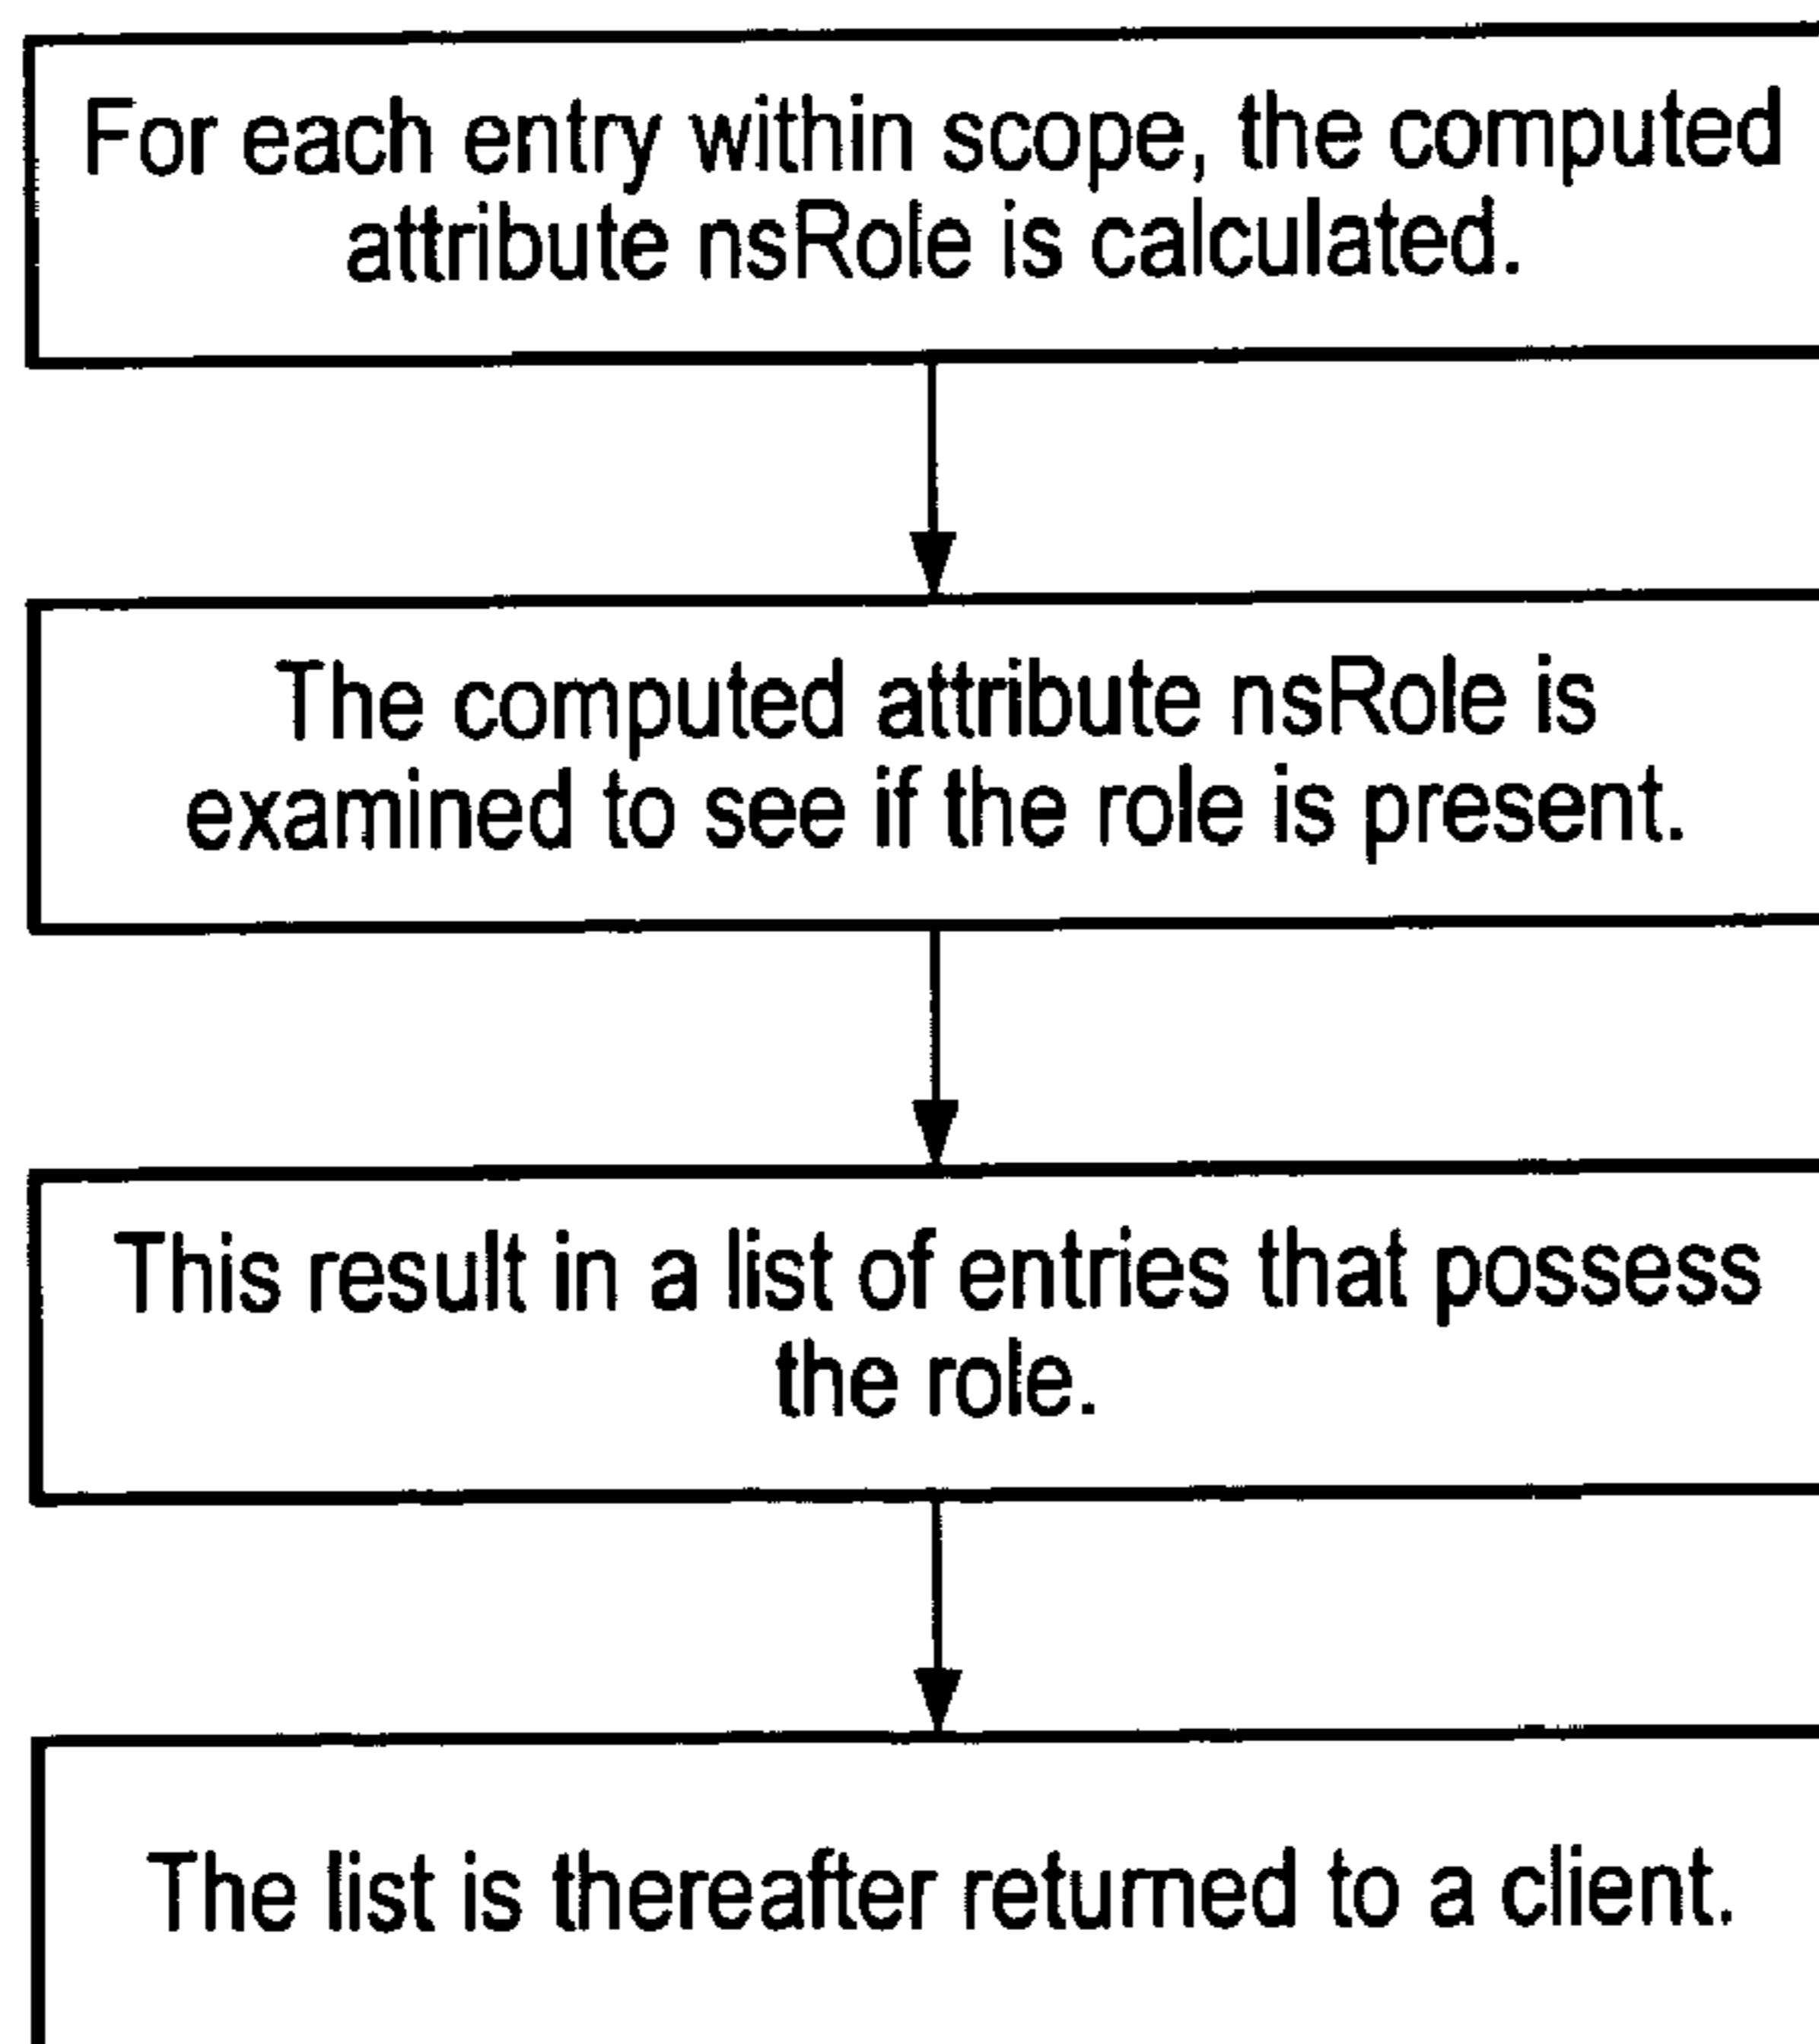 For each entry within scope, the computed
attribute nsRole is calculated.
The computed attribute nsRole is
examined to see if the role is present.
This result in a list of entries that possess
the role.
The list is thereafter returned to a client.